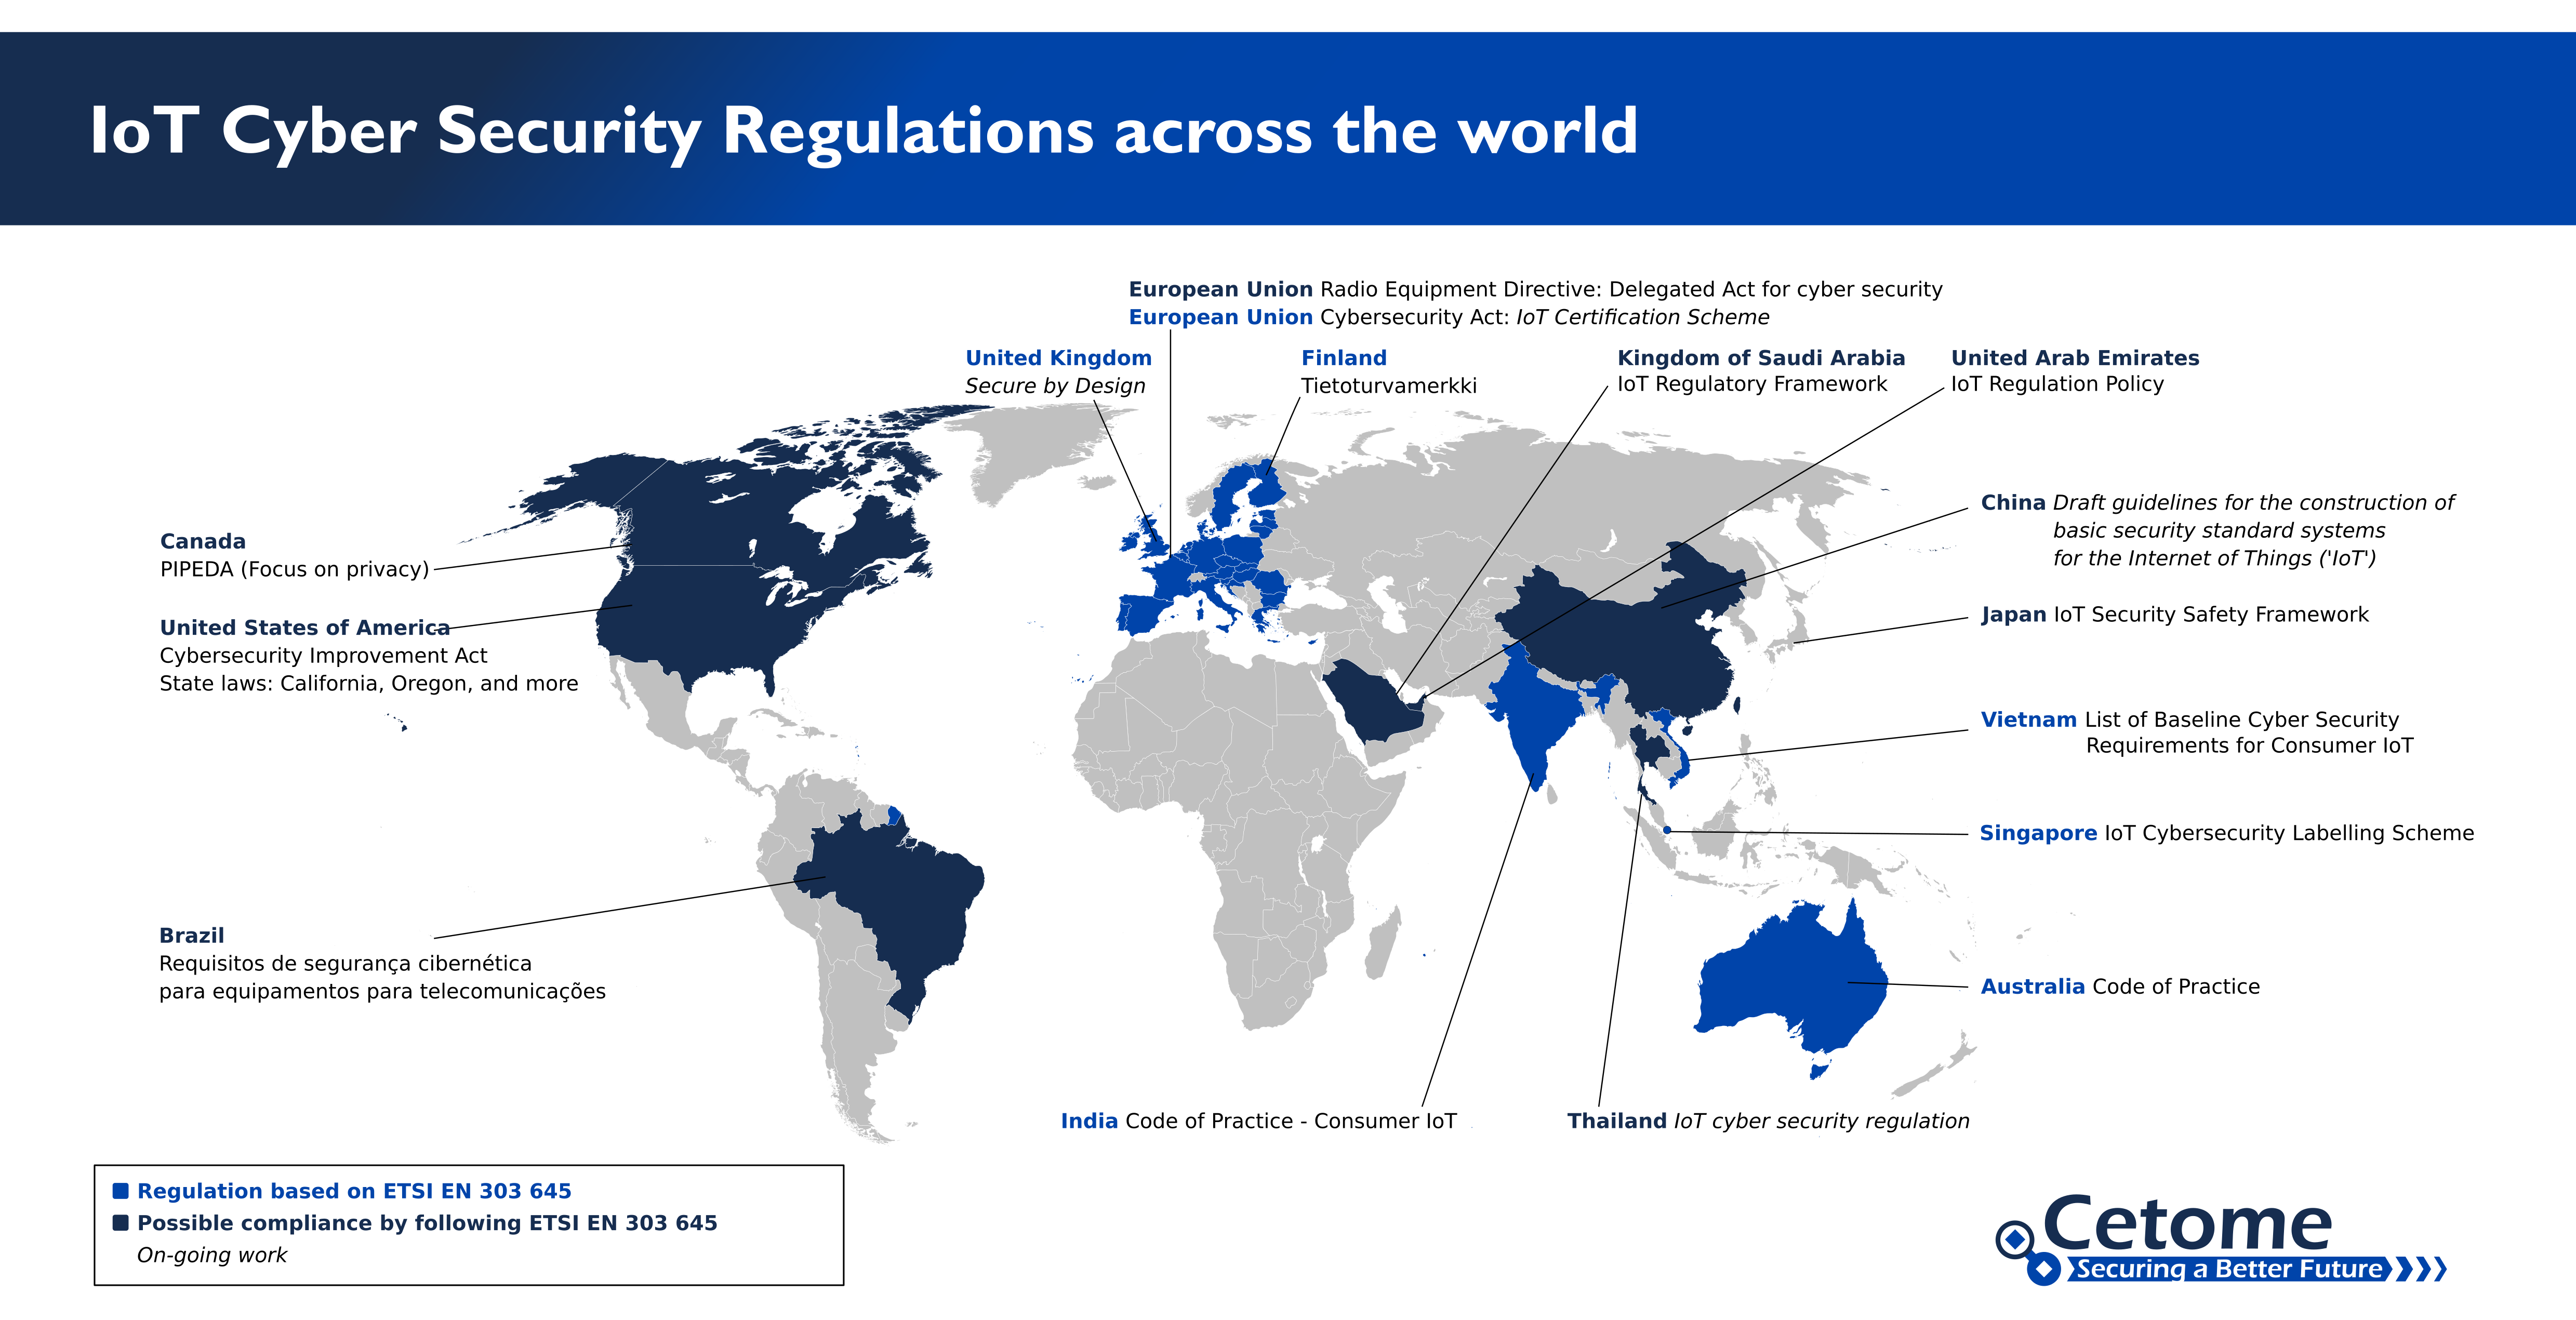 IoT Cyber Security Regulations across the world
European Union Radio Equipment Directive: Delegated Act for cyber security
European Union Cybersecurity Act: IoT Certification Scheme
United Kingdom
Secure by Design
Finland
Tietoturvamerkki
Kingdom of Saudi Arabia
IoT Regulatory Framework
United Arab Emirates
IoT Regulation Policy
Canada
PIPEDA (Focus on privacy)
United States of America
Cybersecurity Improvement Act
State laws: California, Oregon, and more
Brazil
Requisitos de segurança cibernética
para equipamentos para telecomunicações
China Draft guidelines for the construction of
basic security standard systems
for the Internet of Things ('IoT')
Japan IoT Security Safety Framework
Vietnam List of Baseline Cyber Security
Requirements for Consumer IoT
Singapore IoT Cybersecurity Labelling Scheme
Australia Code of Practice
India Code of Practice - Consumer IoT
Thailand IoT cyber security regulation
Regulation based on ETSI EN 303 645
Possible compliance by following ETSI EN 303 645
On-going work
Cetome
Securing a Better Future